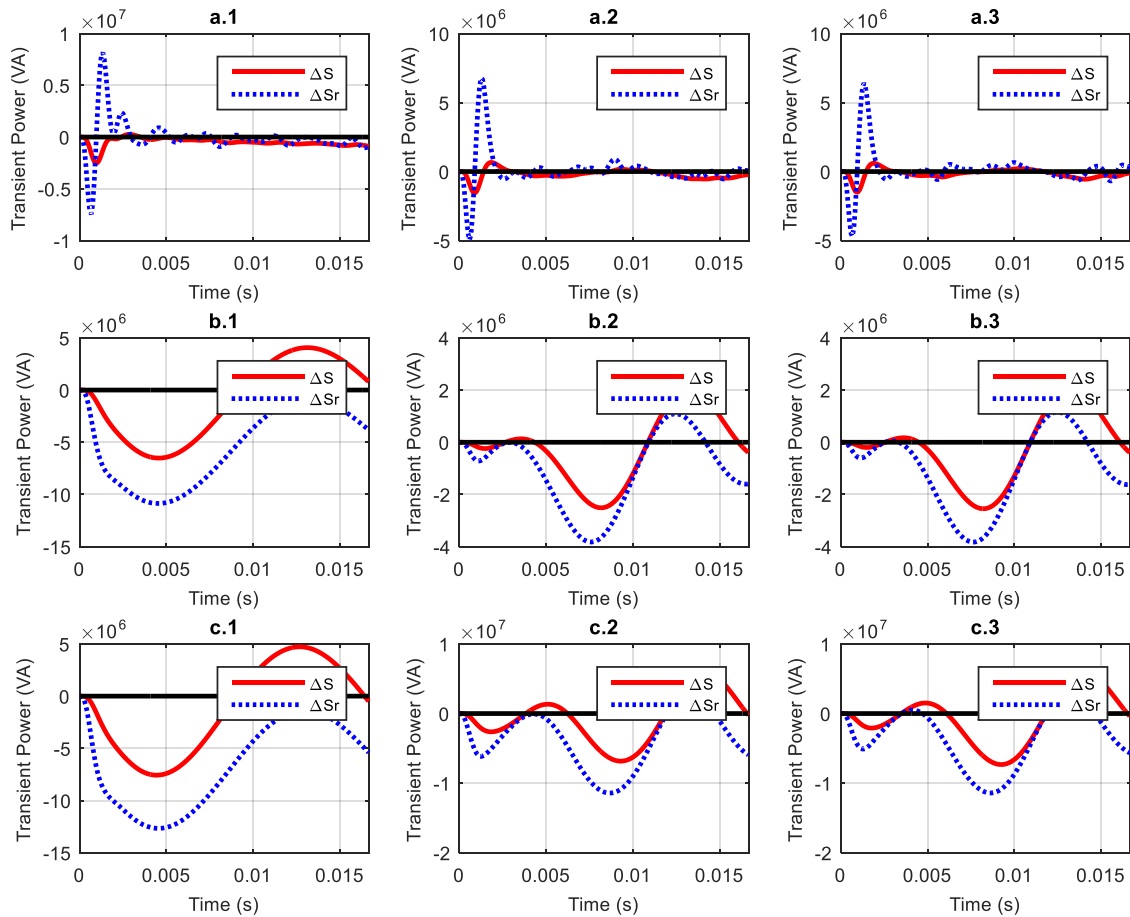 a.1
×10⁷
Transient Power (VA)
1
0.5
0
-0.5
-1
ΔS
ΔSr
0 0.005 0.01 0.015
Time (s)
a.2
×10⁶
Transient Power (VA)
10
5
0
-5
ΔS
ΔSr
0 0.005 0.01 0.015
Time (s)
a.3
×10⁶
Transient Power (VA)
10
5
0
-5
ΔS
ΔSr
0 0.005 0.01 0.015
Time (s)
b.1
×10⁶
Transient Power (VA)
5
0
-5
-10
-15
ΔS
ΔSr
0 0.005 0.01 0.015
Time (s)
b.2
×10⁶
Transient Power (VA)
4
2
0
-2
-4
ΔS
ΔSr
0 0.005 0.01 0.015
Time (s)
b.3
×10⁶
Transient Power (VA)
4
2
0
-2
-4
ΔS
ΔSr
0 0.005 0.01 0.015
Time (s)
c.1
×10⁶
Transient Power (VA)
5
0
-5
-10
-15
ΔS
ΔSr
0 0.005 0.01 0.015
Time (s)
c.2
×10⁷
Transient Power (VA)
1
0
-1
-2
ΔS
ΔSr
0 0.005 0.01 0.015
Time (s)
c.3
×10⁷
Transient Power (VA)
1
0
-1
-2
ΔS
ΔSr
0 0.005 0.01 0.015
Time (s)